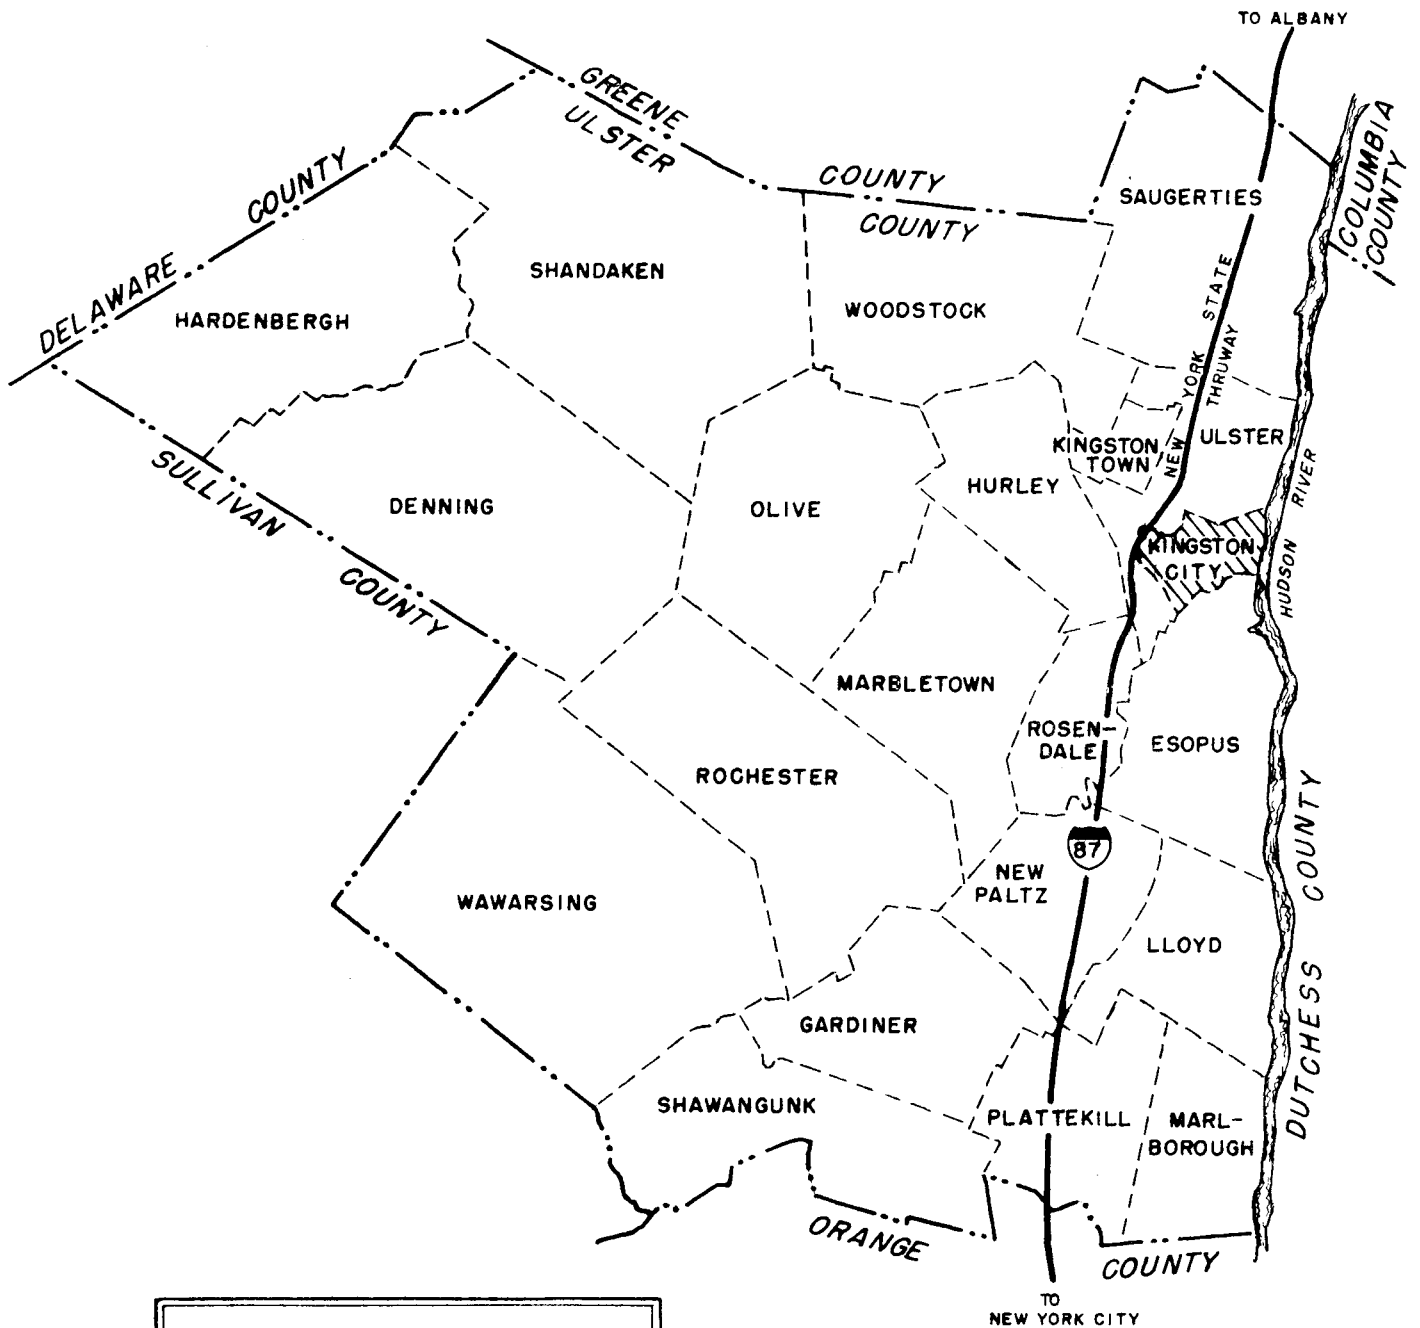 TO ALBANY
GREENE
ULSTER
COUNTY
COUNTY
DELAWARE
COUNTY
COLUMBIA
COUNTY
SAUGERTIES
SHANDAKEN
HARDENBERGH
WOODSTOCK
NEW YORK STATE
THRUWAY
KINGSTON
TOWN
ULSTER
HURLEY
SULLIVAN
COUNTY
DENNING
OLIVE
HUDSON RIVER
KINGSTON
CITY
MARBLETOWN
ROSEN-
DALE
ESOPUS
ROCHESTER
87
NEW
PALTZ
DUTCHESS COUNTY
WAWARSING
LLOYD
GARDINER
SHAWANGUNK
PLATTEKILL
MARL-
BOROUGH
ORANGE
COUNTY
TO
NEW YORK CITY